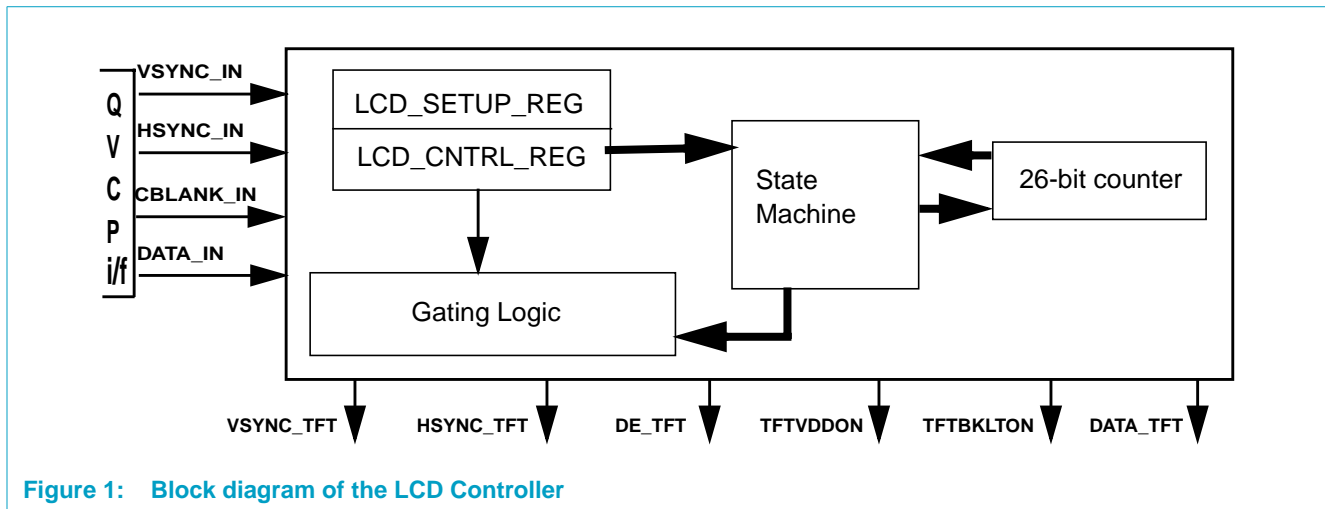 Q
V
C
P
i/f
VSYNC_IN
HSYNC_IN
CBLANK_IN
DATA_IN
LCD_SETUP_REG
LCD_CNTRL_REG
State
Machine
26-bit counter
Gating Logic
VSYNC_TFT
HSYNC_TFT
DE_TFT
TFTVDDON
TFTBKLTON
DATA_TFT
Figure 1: Block diagram of the LCD Controller